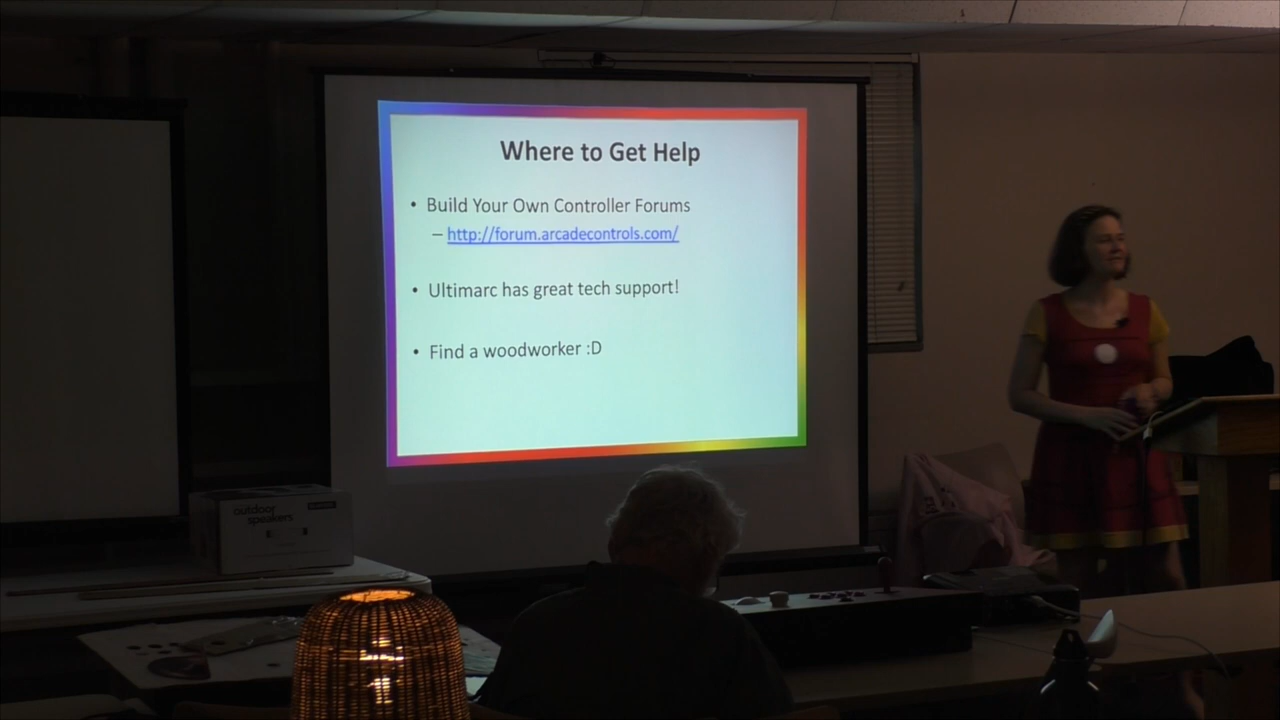 Where to Get Help
• Build Your Own Controller Forums
– http://forum.arcadecontrols.com/
• Ultimarc has great tech support!
• Find a woodworker :D
outdoor
speakers